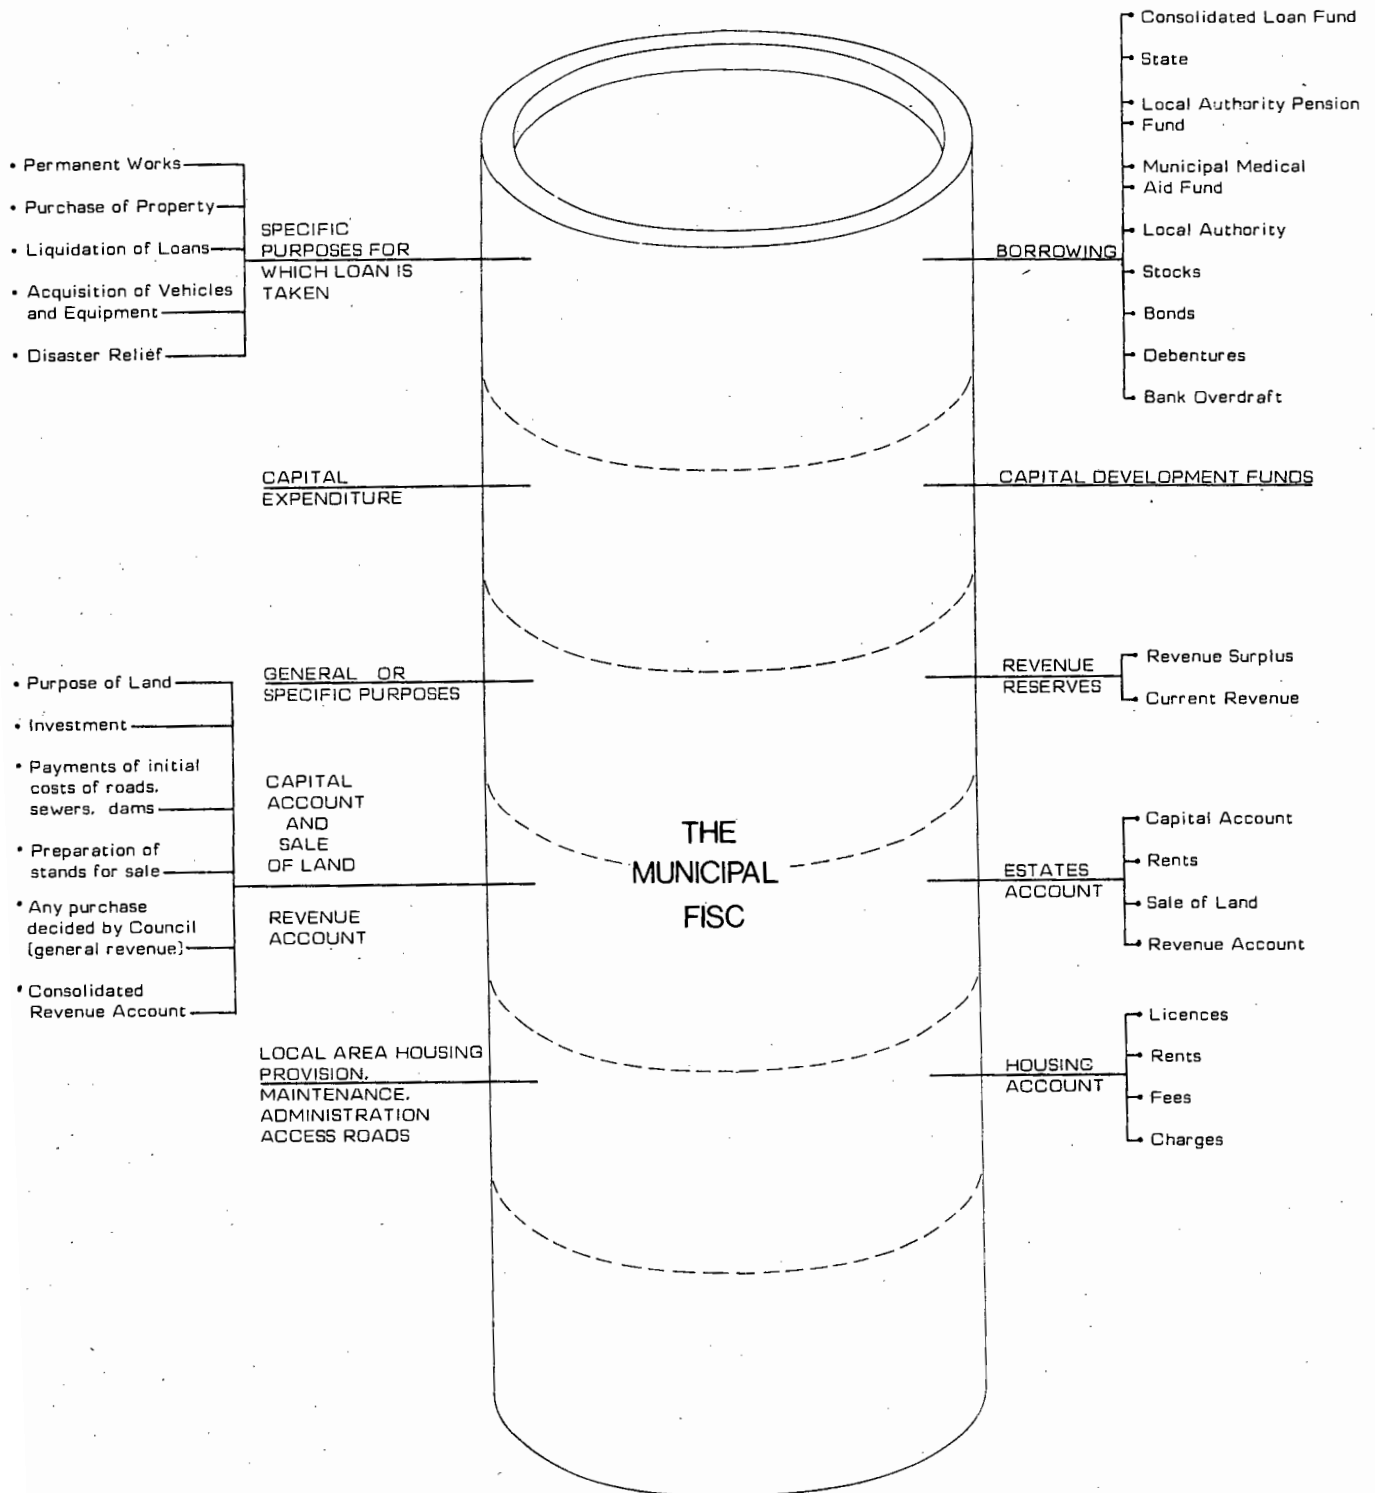 • Permanent Works
• Purchase of Property
• Liquidation of Loans
• Acquisition of Vehicles
and Equipment
• Disaster Relief
SPECIFIC
PURPOSES FOR
WHICH LOAN IS
TAKEN
BORROWING
• Consolidated Loan Fund
• State
• Local Authority Pension
• Fund
• Municipal Medical
• Aid Fund
• Local Authority
• Stocks
• Bonds
• Debentures
• Bank Overdraft
CAPITAL
EXPENDITURE
CAPITAL DEVELOPMENT FUNDS
GENERAL OR
SPECIFIC PURPOSES
REVENUE
RESERVES
• Revenue Surplus
• Current Revenue
• Purpose of Land
• Investment
• Payments of initial
costs of roads.
sewers. dams
• Preparation of
stands for sale
• Any purchase
decided by Council
(general revenue)
• Consolidated
Revenue Account
CAPITAL
ACCOUNT
AND
SALE
OF LAND
REVENUE
ACCOUNT
THE
MUNICIPAL
FISC
ESTATES
ACCOUNT
• Capital Account
• Rents
• Sale of Land
• Revenue Account
LOCAL AREA HOUSING
PROVISION.
MAINTENANCE.
ADMINISTRATION
ACCESS ROADS
HOUSING
ACCOUNT
• Licences
• Rents
• Fees
• Charges